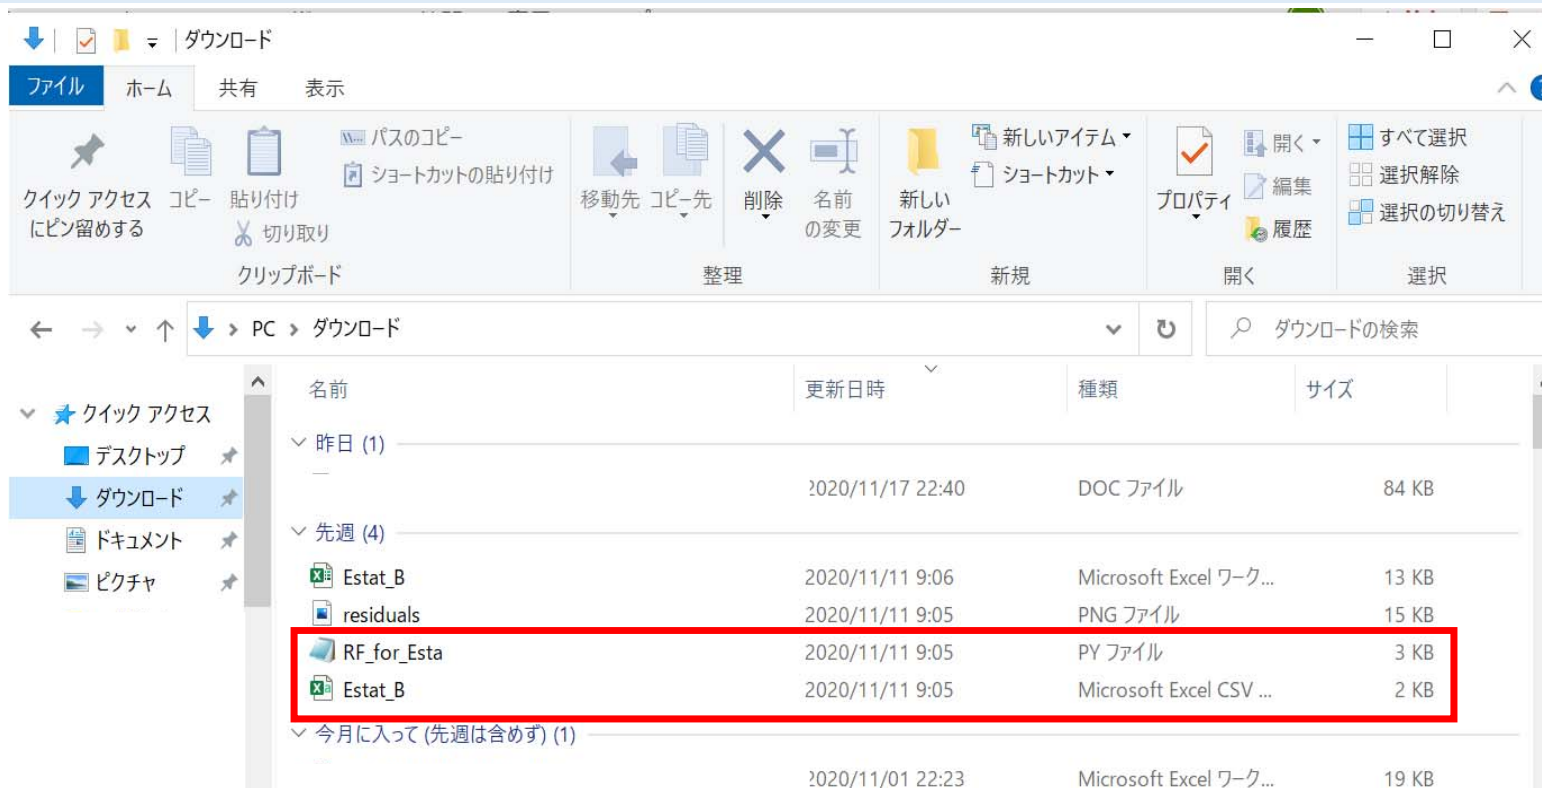 ダウンロード
ファイル ホーム 共有 表示
クイック アクセス
にピン留めする
コピー
貼り付け
パスのコピー
ショートカットの貼り付け
切り取り
クリップボード
移動先
コピー先
削除
名前
の変更
整理
新しい
フォルダー
新しいアイテム
ショートカット
新規
プロパティ
開く
編集
履歴
開く
すべて選択
選択解除
選択の切り替え
選択
PC ダウンロード
ダウンロードの検索
クイック アクセス
デスクトップ
ダウンロード
ドキュメント
ピクチャ
名前 更新日時 種類 サイズ
昨日 (1)
2020/11/17 22:40 DOC ファイル 84 KB
先週 (4)
Estat_B 2020/11/11 9:06 Microsoft Excel ワーク... 13 KB
residuals 2020/11/11 9:05 PNG ファイル 15 KB
RF_for_Esta 2020/11/11 9:05 PY ファイル 3 KB
Estat_B 2020/11/11 9:05 Microsoft Excel CSV ... 2 KB
今月に入って (先週は含めず) (1)
2020/11/01 22:23 Microsoft Excel ワーク... 19 KB